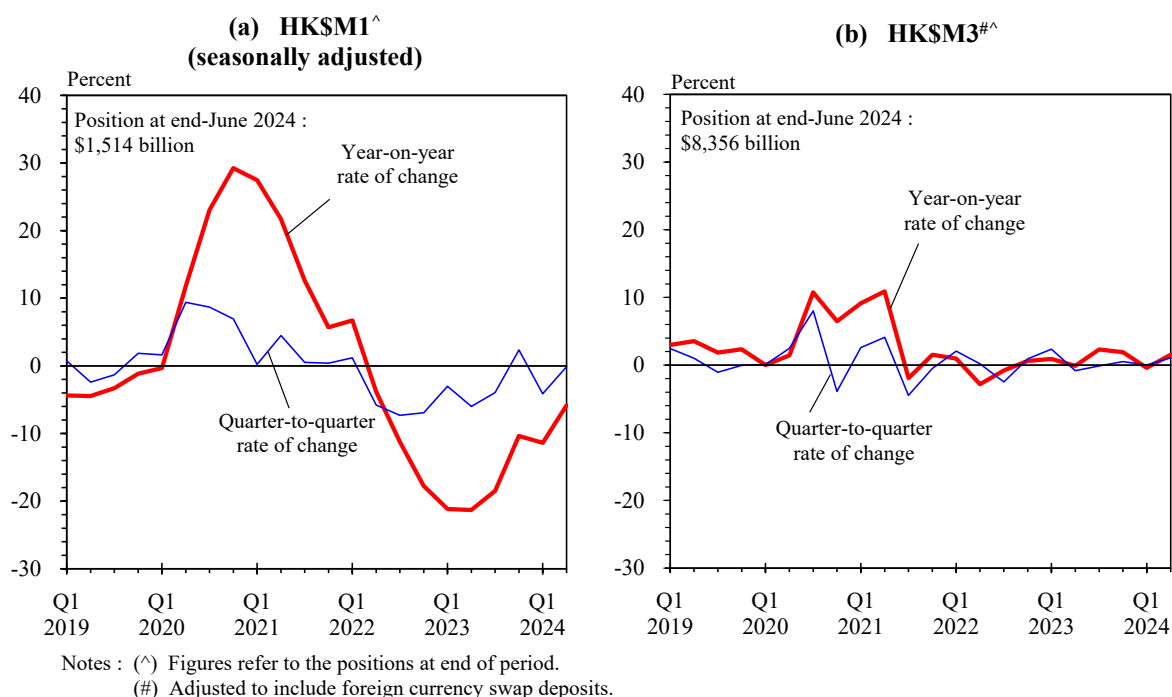 (a) HK$M1^
(seasonally adjusted)
Percent
40
30
20
10
0
-10
-20
-30
Position at end-June 2024 :
$1,514 billion
Year-on-year
rate of change
Quarter-to-quarter
rate of change
Q1 Q1 Q1 Q1 Q1 Q1
2019 2020 2021 2022 2023 2024
(b) HK$M3#^
Percent
40
30
20
10
0
-10
-20
-30
Position at end-June 2024 :
$8,356 billion
Year-on-year
rate of change
Quarter-to-quarter
rate of change
Q1 Q1 Q1 Q1 Q1 Q1
2019 2020 2021 2022 2023 2024
Notes : (^) Figures refer to the positions at end of period.
(#) Adjusted to include foreign currency swap deposits.